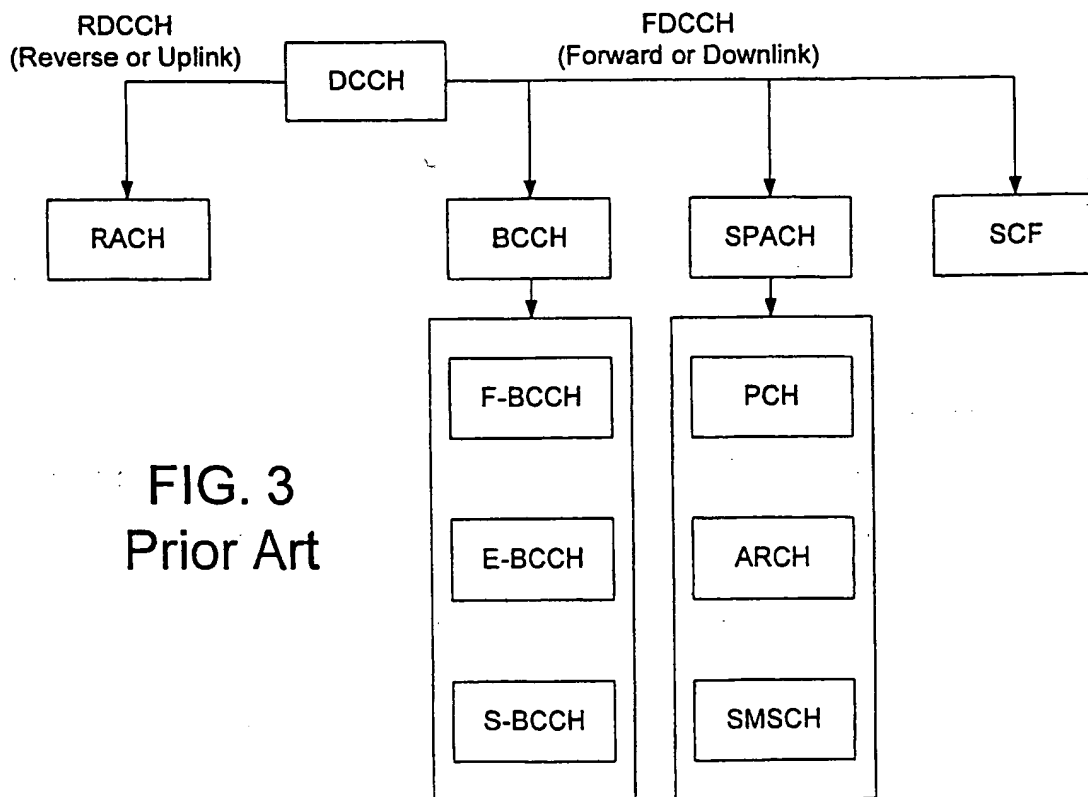 RDCCH
(Reverse or Uplink)
FDCCH
(Forward or Downlink)
DCCH
RACH
BCCH
SPACH
SCF
F-BCCH
PCH
FIG. 3
Prior Art
E-BCCH
ARCH
S-BCCH
SMSCH